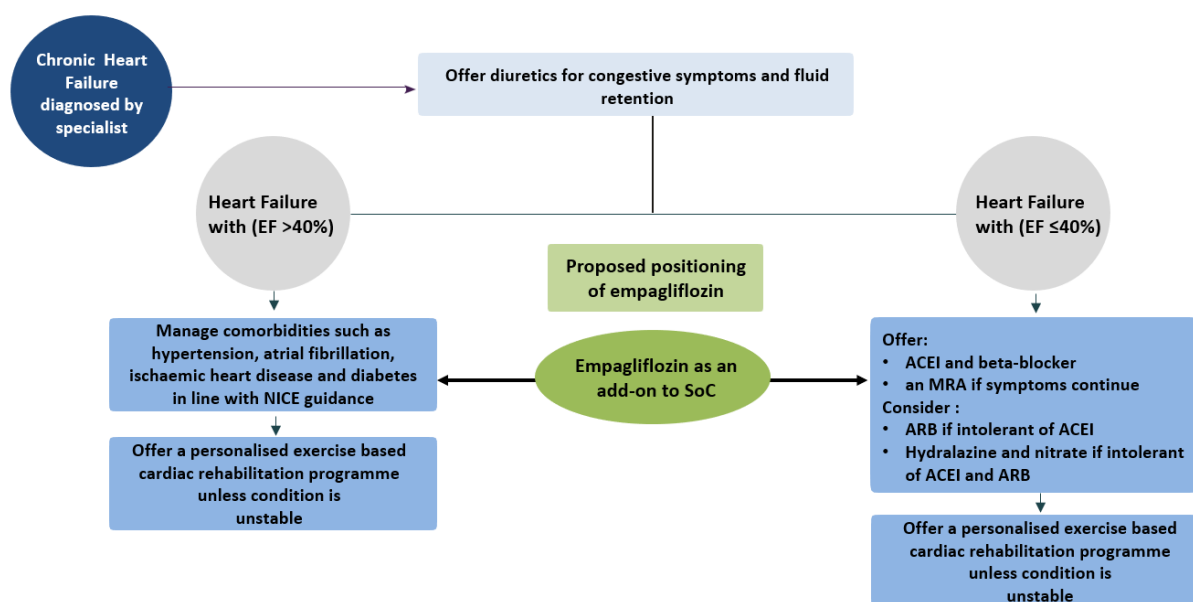 Chronic Heart
Failure
diagnosed by
specialist
Offer diuretics for congestive symptoms and fluid
retention
Heart Failure
with (EF >40%)
Heart Failure
with (EF ≤40%)
Proposed positioning
of empagliflozin
Manage comorbidities such as
hypertension, atrial fibrillation,
ischaemic heart disease and diabetes
in line with NICE guidance
Empagliflozin as an
add-on to SoC
Offer:
• ACEI and beta-blocker
• an MRA if symptoms continue
Consider :
• ARB if intolerant of ACEI
• Hydralazine and nitrate if intolerant
of ACEI and ARB
Offer a personalised exercise based
cardiac rehabilitation programme
unless condition is
unstable
Offer a personalised exercise based
cardiac rehabilitation programme
unless condition is
unstable